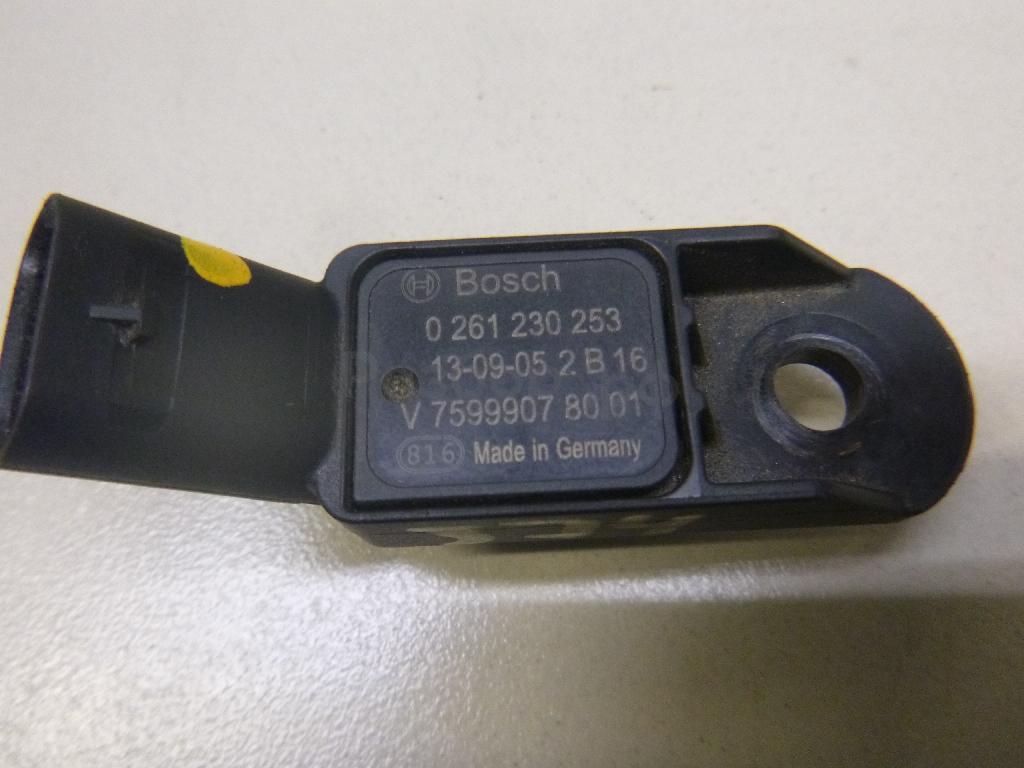 Bosch
0 261 230 253
13-09-05 2 B 16
V 7599907 80 01
816 Made in Germany